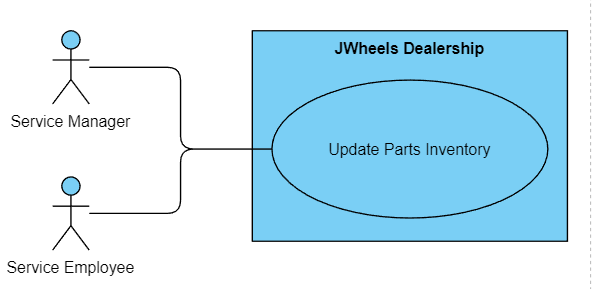 JWheels Dealership
Service Manager
Update Parts Inventory
Service Employee